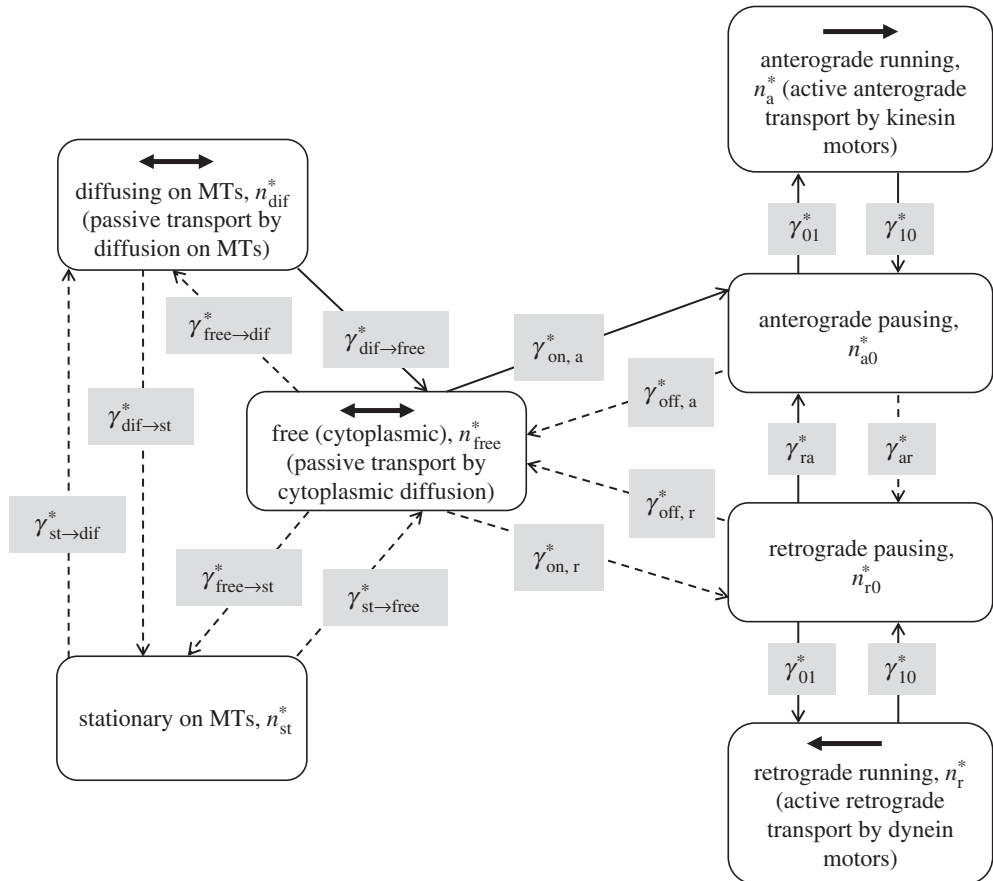 anterograde running,
n*a (active anterograde
transport by kinesin
motors)
diffusing on MTs, n*dif
(passive transport by
diffusion on MTs)
γ*01
γ*10
γ*free→dif
γ*dif→free
γ*on, a
anterograde pausing,
n*a0
γ*off, a
γ*dif→st
free (cytoplasmic), n*free
(passive transport by
cytoplasmic diffusion)
γ*ra
γ*ar
γ*st→dif
γ*off, r
γ*on, r
retrograde pausing,
n*r0
γ*free→st
γ*st→free
γ*01
γ*10
stationary on MTs, n*st
retrograde running, n*r
(active retrograde
transport by dynein
motors)